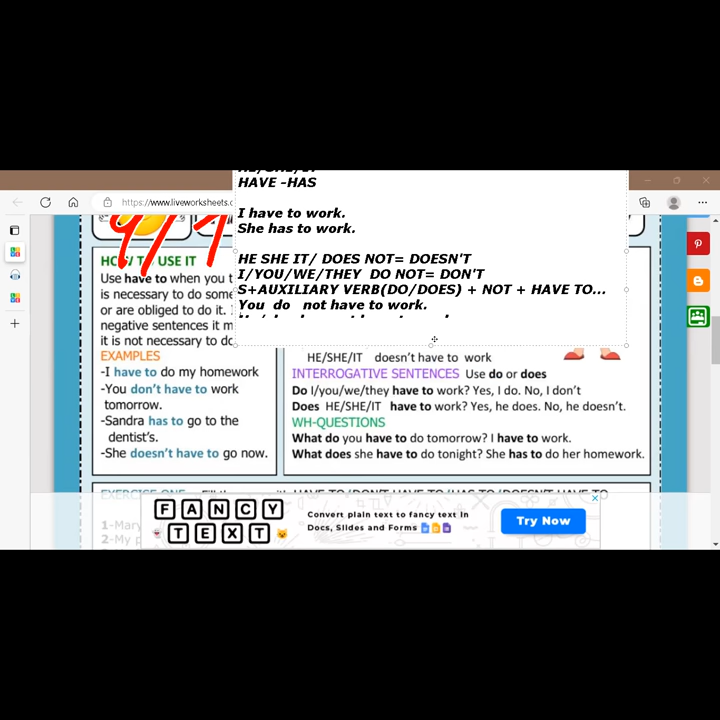 HAVE -HAS
https://www.liveworksheets.c
I have to work.
She has to work.
HE SHE IT/ DOES NOT= DOESN'T
I/YOU/WE/THEY DO NOT= DON'T
S+AUXILIARY VERB(DO/DOES) + NOT + HAVE TO...
You do not have to work.
HOW TO USE IT
Use have to when you
is necessary to do some
or are obliged to do it. I
negative sentences it m
it is not necessary to do
EXAMPLES
-I have to do my homework
-You don't have to work
tomorrow.
-Sandra has to go to the
dentist's.
-She doesn't have to go now.
HE/SHE/IT doesn't have to work
INTERROGATIVE SENTENCES Use do or does
Do I/you/we/they have to work? Yes, I do. No, I don't
Does HE/SHE/IT have to work? Yes, he does. No, he doesn't.
WH-QUESTIONS
What do you have to do tomorrow? I have to work.
What does she have to do tonight? She has to do her homework.
1-Mary
2-My
FANCY
TEXT
Convert plain text to fancy text in
Docs, Slides and Forms
Try Now